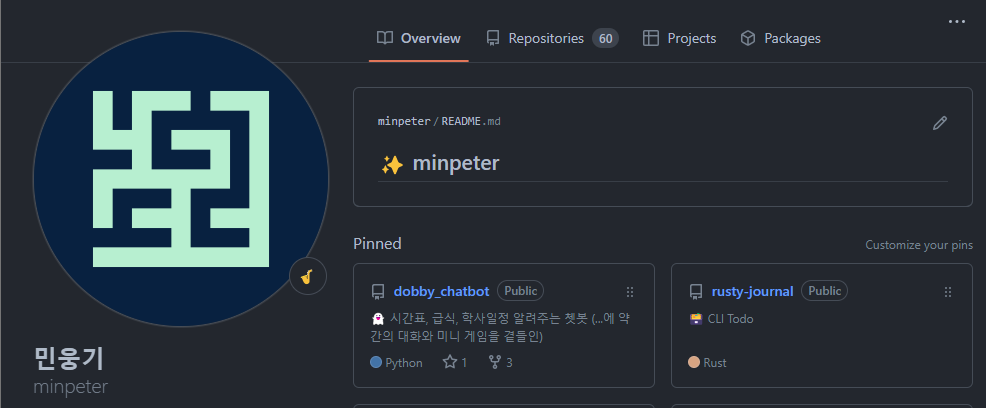 Overview Repositories 60 Projects Packages
minpeter/README.md
✨ minpeter
Pinned
Customize your pins
dobby_chatbot Public
👻 시간표, 급식, 학사일정 알려주는 쳇봇 (...에 약
간의 대화와 미니 게임을 곁들인)
Python 1 3
rusty-journal Public
CLI Todo
Rust
민웅기
minpeter